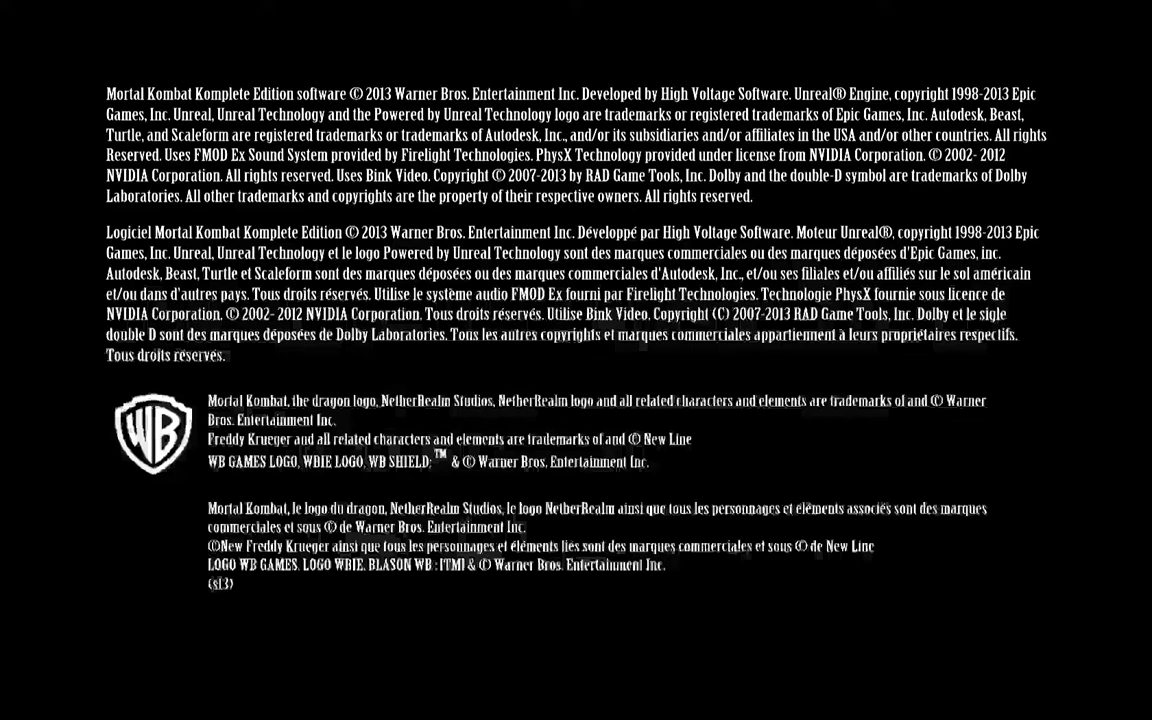 Mortal Kombat Komplete Edition software © 2013 Warner Bros. Entertainment Inc. Developed by High Voltage Software. Unreal® Engine, copyright 1998-2013 Epic
Games, Inc. Unreal, Unreal Technology and the Powered by Unreal Technology logo are trademarks or registered trademarks of Epic Games, Inc. Autodesk, Beast,
Turtle, and Scaleform are registered trademarks or trademarks of Autodesk, Inc., and/or its subsidiaries and/or affiliates in the USA and/or other countries. All rights
Reserved. Uses FMOD Ex Sound System provided by Firelight Technologies. PhysX Technology provided under license from NVIDIA Corporation. © 2002- 2012
NVIDIA Corporation. All rights reserved. Uses Bink Video. Copyright © 2007-2013 by RAD Game Tools, Inc. Dolby and the double-D symbol are trademarks of Dolby
Laboratories. All other trademarks and copyrights are the property of their respective owners. All rights reserved.
Logiciel Mortal Kombat Komplete Edition © 2013 Warner Bros. Entertainment Inc. Développé par High Voltage Software. Moteur Unreal®, copyright 1998-2013 Epic
Games, Inc. Unreal, Unreal Technology et le logo Powered by Unreal Technology sont des marques commerciales ou des marques déposées d'Epic Games, inc.
Autodesk, Beast, Turtle et Scaleform sont des marques déposées ou des marques commerciales d'Autodesk, Inc., et/ou ses filiales et/ou affiliés sur le sol américain
et/ou dans d'autres pays. Tous droits réservés. Utilise le système audio FMOD Ex fourni par Firelight Technologies. Technologie PhysX fournie sous licence de
NVIDIA Corporation. © 2002- 2012 NVIDIA Corporation. Tous droits réservés. Utilise Bink Video. Copyright (C) 2007-2013 RAD Game Tools, Inc. Dolby et le sigle
double D sont des marques déposées de Dolby Laboratories. Tous les autres copyrights et marques commerciales appartiennent à leurs propriétaires respectifs.
Tous droits réservés.
WB
Mortal Kombat, the dragon logo, NetherRealm Studios, NetherRealm logo and all related characters and elements are trademarks of and © Warner
Bros. Entertainment Inc.
Freddy Krueger and all related characters and elements are trademarks of and © New Line
WB GAMES LOGO, WBIE LOGO, WB SHIELD: ™ & © Warner Bros. Entertainment Inc.
Mortal Kombat, le logo du dragon, NetherRealm Studios, le logo NetherRealm ainsi que tous les personnages et éléments associés sont des marques
commerciales et sous © de Warner Bros. Entertainment Inc.
©New Freddy Krueger ainsi que tous les personnages et éléments liés sont des marques commerciales et sous © de New Line
LOGO WB GAMES, LOGO WBIE, BLASON WB : [TM] & © Warner Bros. Entertainment Inc.
(s13)